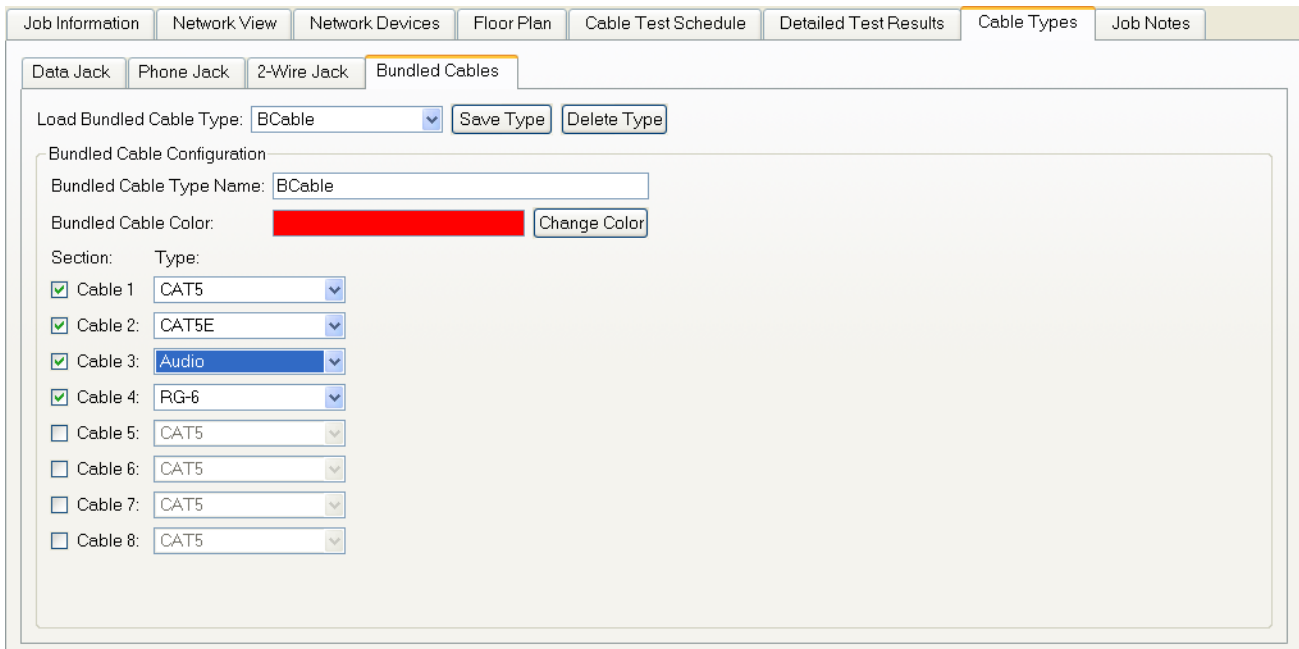 Job Information Network View Network Devices Floor Plan Cable Test Schedule Detailed Test Results Cable Types Job Notes
Data Jack Phone Jack 2-Wire Jack Bundled Cables
Load Bundled Cable Type: BCable Save Type Delete Type
Bundled Cable Configuration
Bundled Cable Type Name: BCable
Bundled Cable Color: Change Color
Section: Type:
Cable 1 CAT5
Cable 2: CAT5E
Cable 3: Audio
Cable 4: RG-6
Cable 5: CAT5
Cable 6: CAT5
Cable 7: CAT5
Cable 8: CAT5